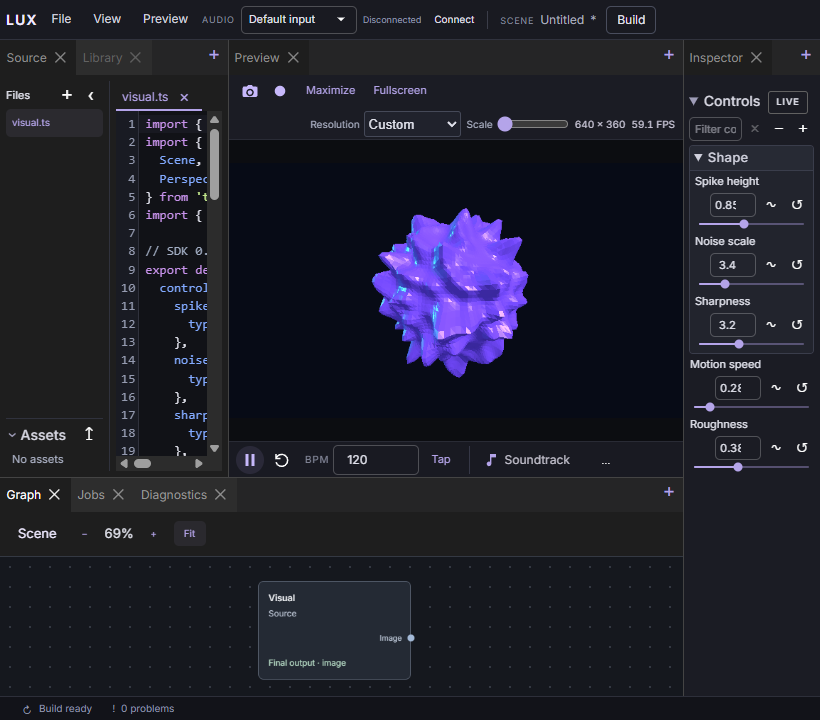 LUX File View Preview AUDIO Default input Disconnected Connect SCENE Untitled * Build
Source Library + Preview + Inspector +
Files + visual.ts
visual.ts
Maximize Fullscreen
Resolution Custom Scale 640 × 360 59.1 FPS
1 import {
2 import {
3 Scene,
4 Perspec
5 } from 't
6 import {
7
8 // SDK 0.
9 export de
10 control
11 spike
12 typ
13 },
14 noise
15 typ
16 },
17 sharp
18 typ
19 },
Assets
No assets
BPM 120 Tap Soundtrack ...
Controls LIVE
Filter co × − +
Shape
Spike height
0.85
Noise scale
3.4
Sharpness
3.2
Motion speed
0.28
Roughness
0.38
Graph Jobs Diagnostics +
Scene − 69% + Fit
Visual
Source
Image
Final output · image
Build ready ! 0 problems